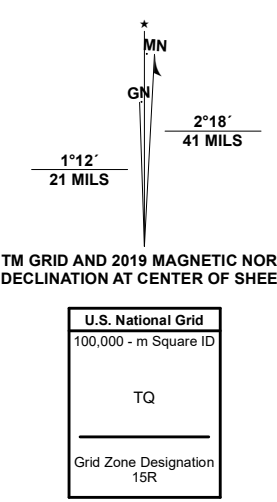 ★
MN
GN
2°18´
41 MILS
1°12´
21 MILS
TM GRID AND 2019 MAGNETIC NOR
DECLINATION AT CENTER OF SHEE
U.S. National Grid
100,000 - m Square ID
TQ
Grid Zone Designation
15R